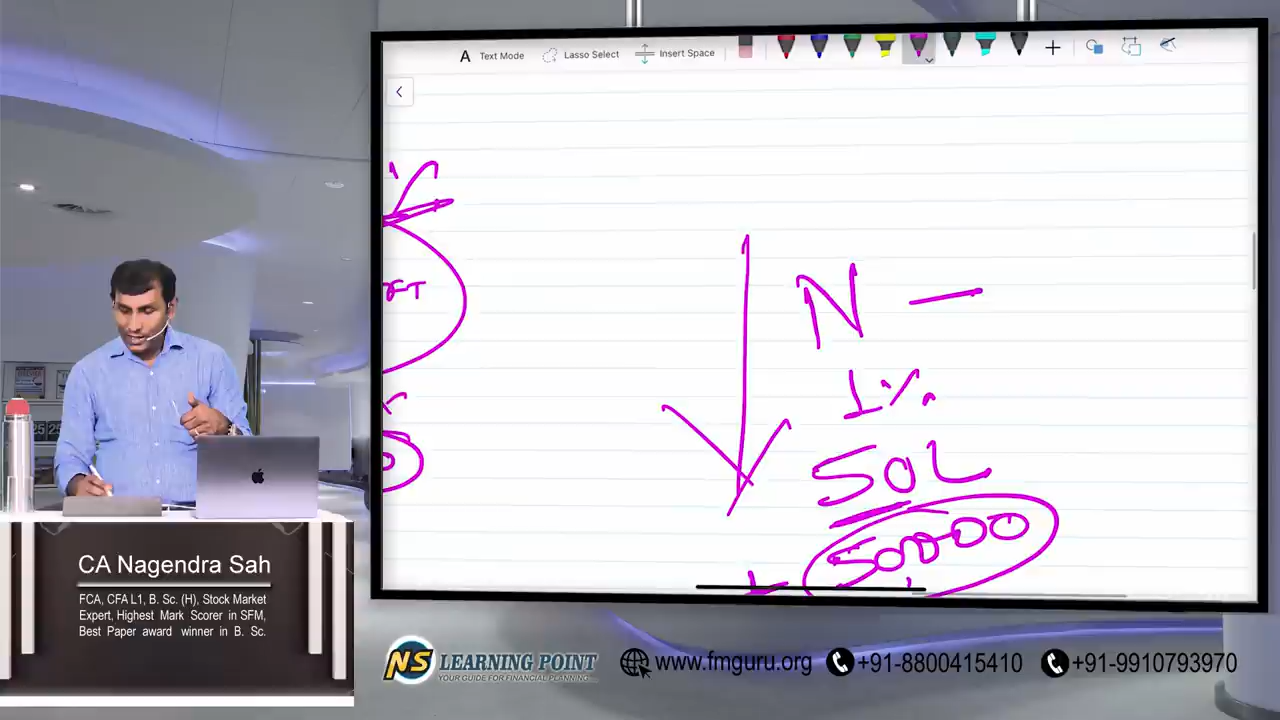 Text Mode
Lasso Select
Insert Space
N -
1%
50L
50,000
CA Nagendra Sah
FCA, CFA L1, B. Sc. (H), Stock Market
Expert, Highest Mark Scorer in SFM,
Best Paper award winner in B. Sc.
NS LEARNING POINT
YOUR GUIDE FOR FINANCIAL PLANNING....
www.fmguru.org
+91-8800415410
+91-9910793970